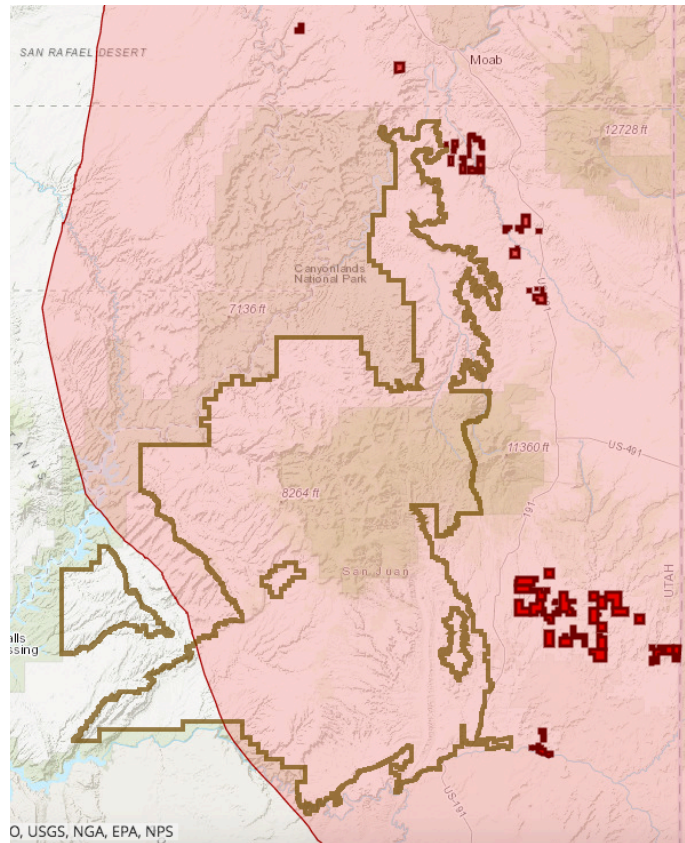 SAN RAFAEL DESERT
Moab
12728 ft
Canyonlands
National Park
7136 ft
11360 ft
US-491
8264 ft
191
San Juan
UTAH
alls
ssing
US-191
O, USGS, NGA, EPA, NPS